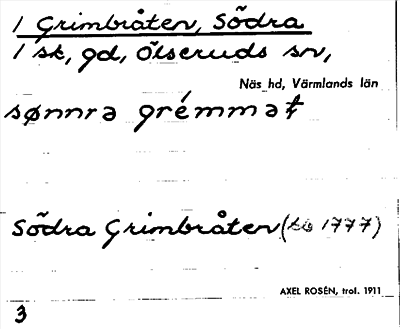 1 Grimbråten, Södra
1 sk, gd, Ölseruds sn,
Näs hd, Värmlands län
sønnra grémmat
Södra Grimbråten (ko 1777)
AXEL ROSÉN, trol. 1911
3